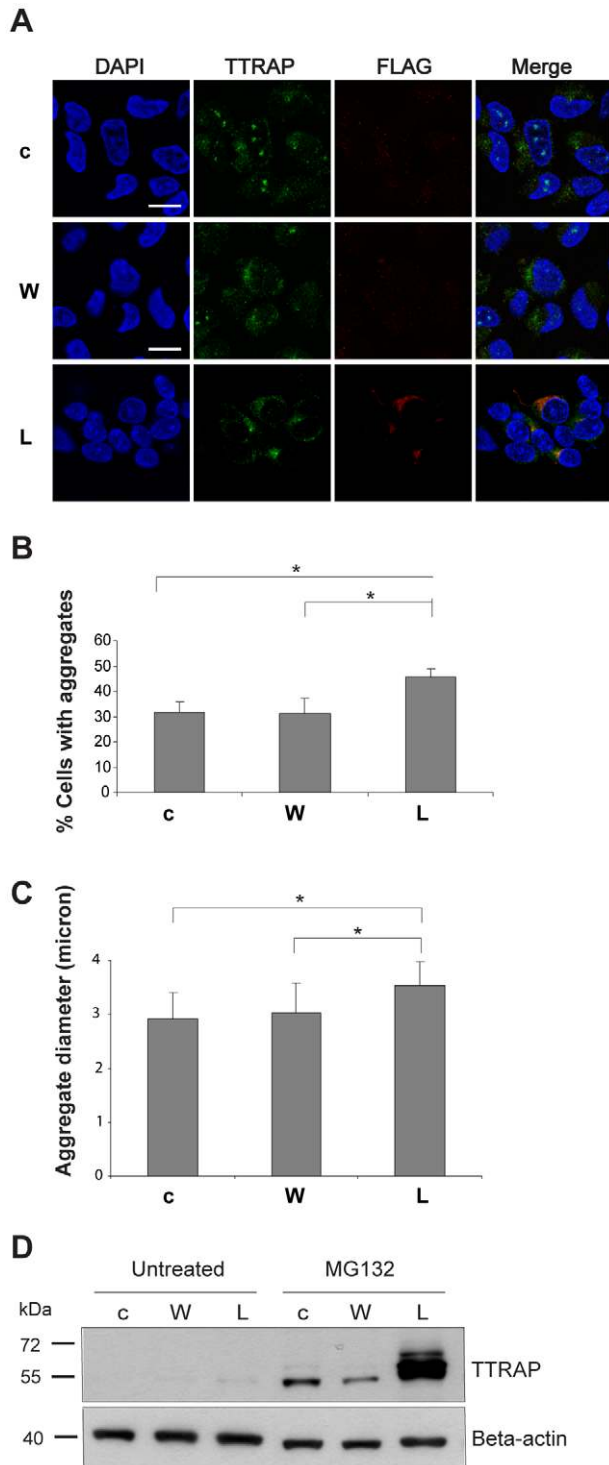 A
DAPI TTRAP FLAG Merge
c
W
L
B
* 
*
% Cells with aggregates
60
50
40
30
20
10
0
c W L
C
*
*
Aggregate diameter (micron)
4
3
2
1
0
c W L
D
Untreated MG132
kDa c W L c W L
72
55 TTRAP
40 Beta-actin